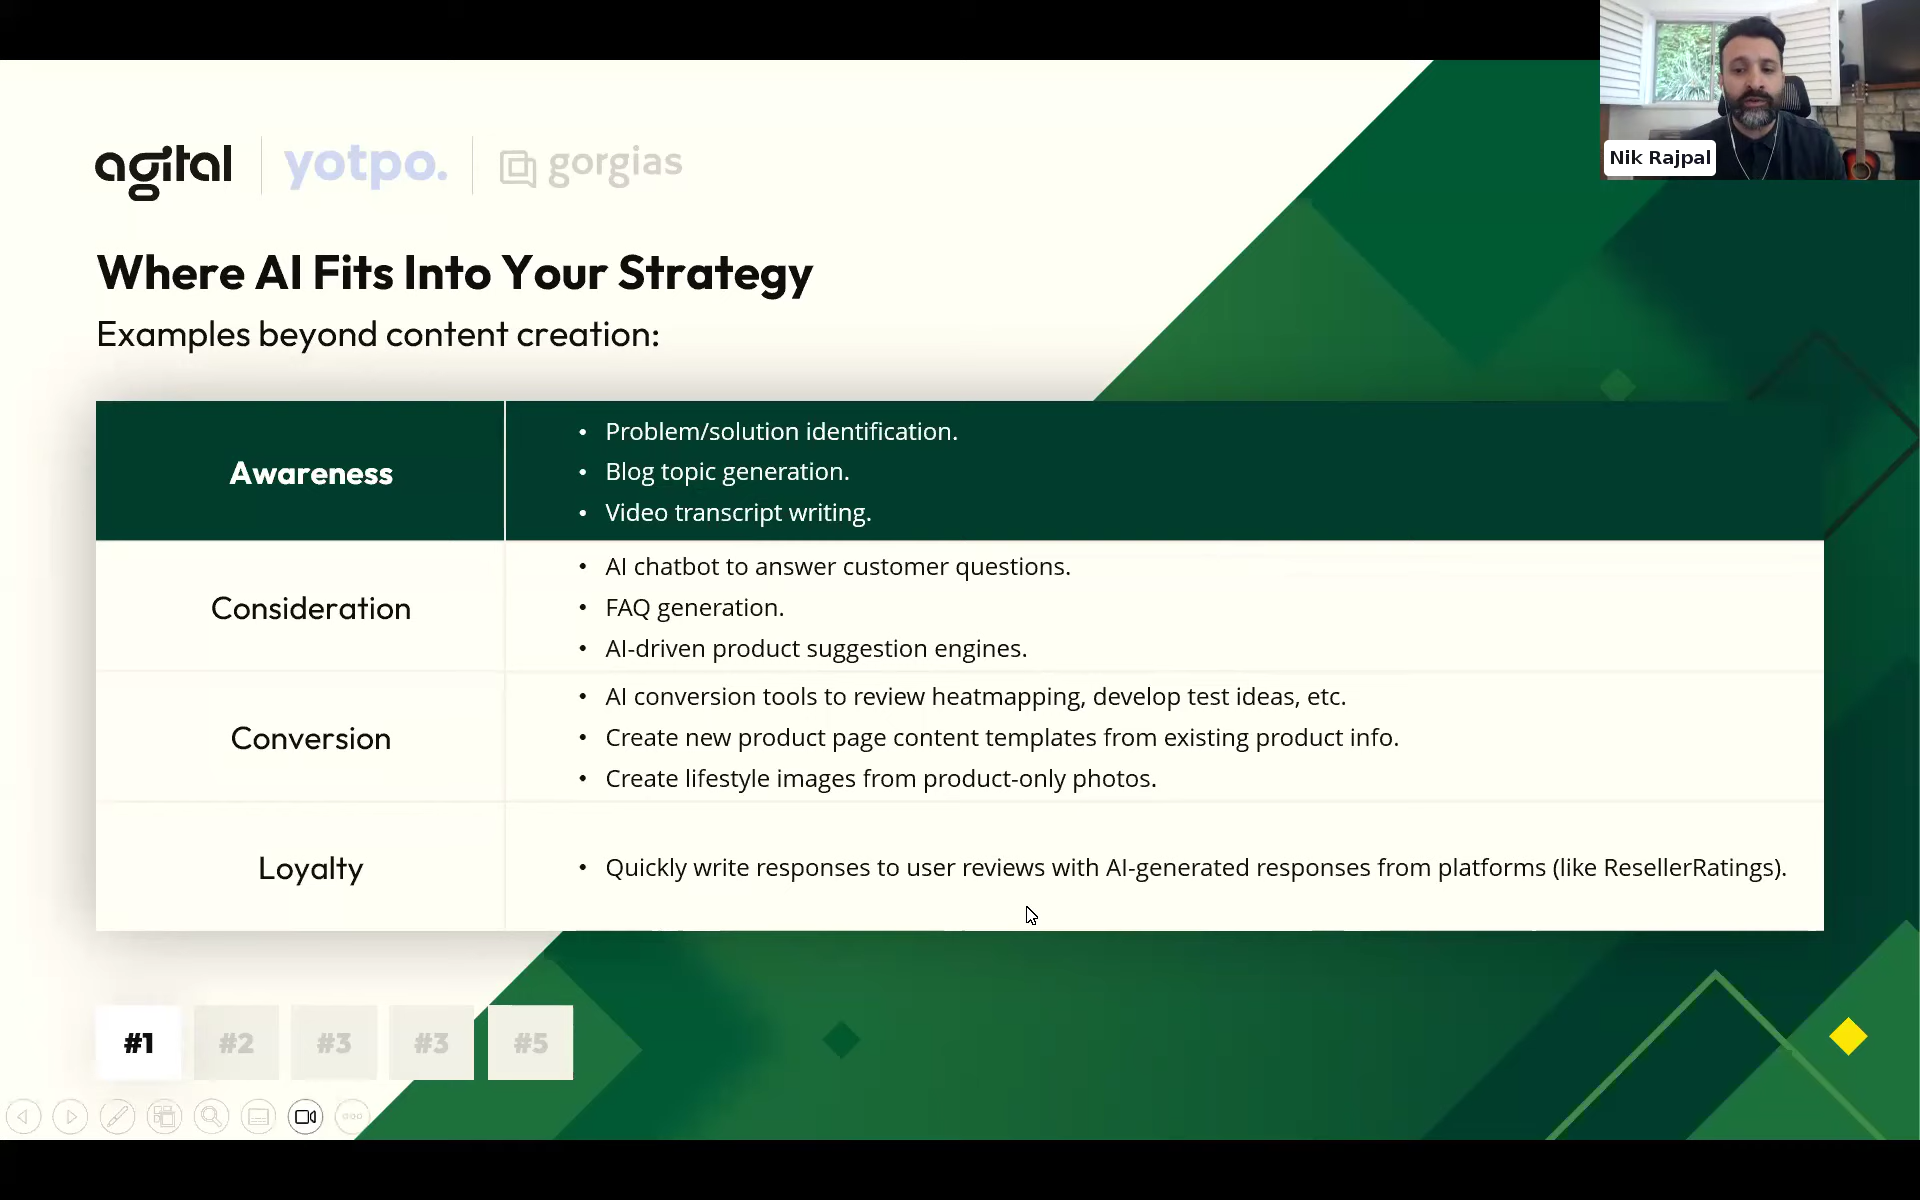 Nik Rajpal
agital
yotpo.
gorgias
Where AI Fits Into Your Strategy
Examples beyond content creation:
Awareness
• Problem/solution identification.
• Blog topic generation.
• Video transcript writing.
Consideration
• AI chatbot to answer customer questions.
• FAQ generation.
• AI-driven product suggestion engines.
Conversion
• AI conversion tools to review heatmapping, develop test ideas, etc.
• Create new product page content templates from existing product info.
• Create lifestyle images from product-only photos.
Loyalty
• Quickly write responses to user reviews with AI-generated responses from platforms (like ResellerRatings).
#1
#2
#3
#3
#5